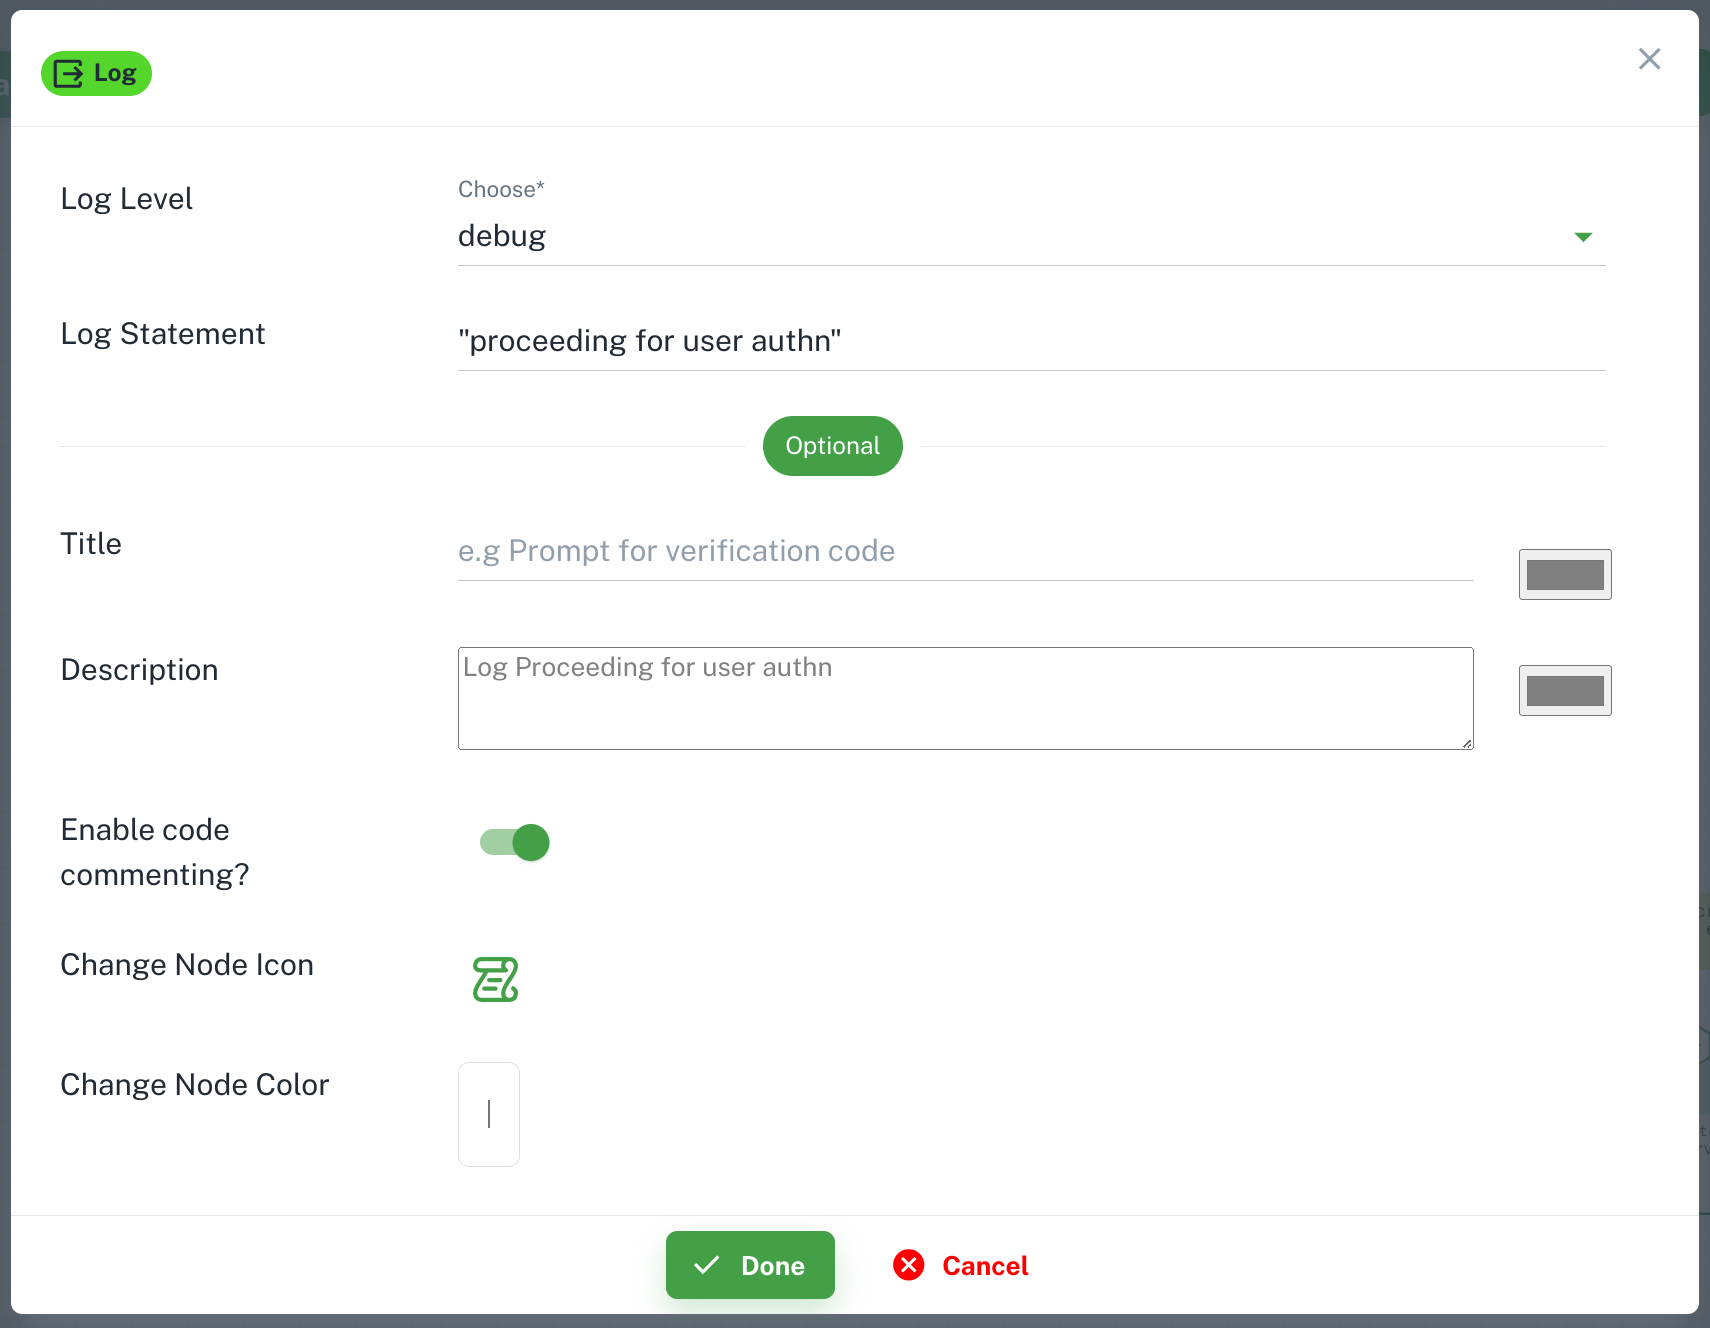 Log
Log Level
Choose*
debug
Log Statement
"proceeding for user authn"
Optional
Title
e.g Prompt for verification code
Description
Log Proceeding for user authn
Enable code
commenting?
Change Node Icon
Change Node Color
Done
Cancel